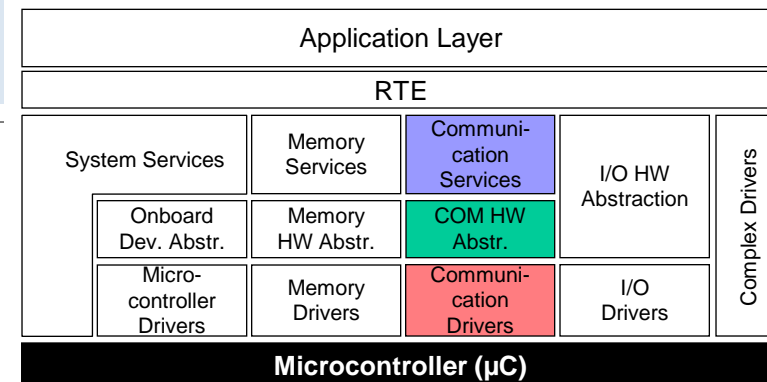 Application Layer
RTE
System Services
Memory
Services
Communi-
cation
Services
I/O HW
Abstraction
Complex Drivers
Onboard
Dev. Abstr.
Memory
HW Abstr.
COM HW
Abstr.
Micro-
controller
Drivers
Memory
Drivers
Communi-
cation
Drivers
I/O
Drivers
Microcontroller (µC)